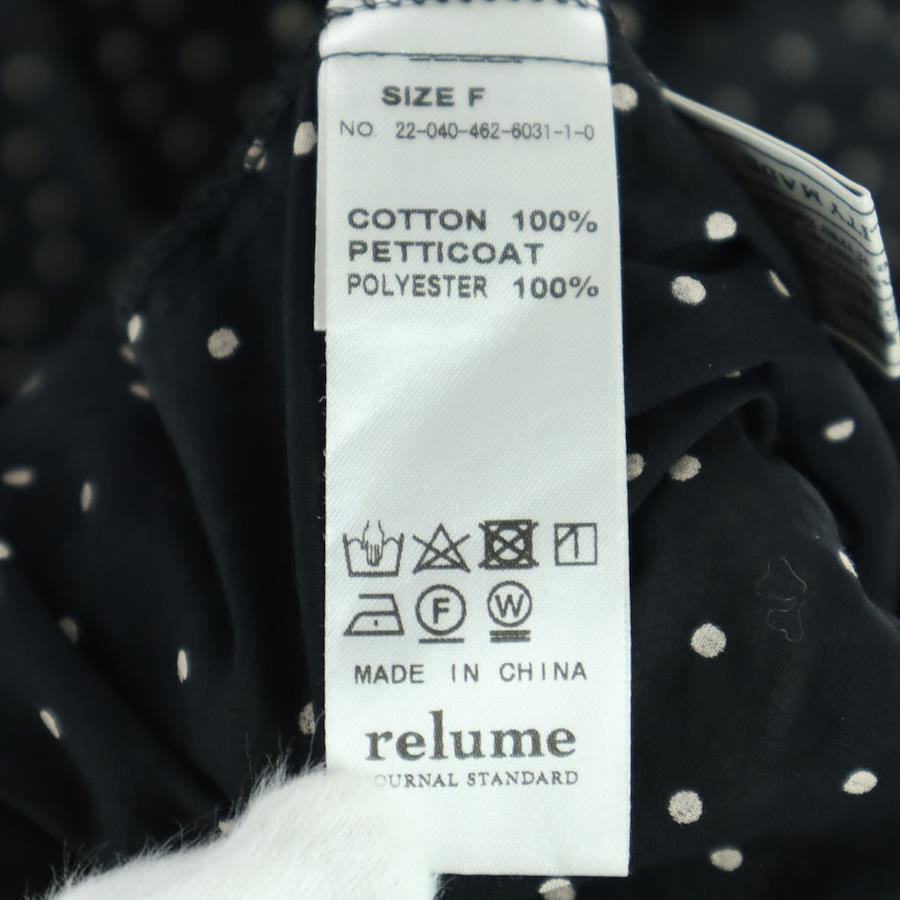 SIZE F
NO. 22-040-462-6031-1-0
COTTON 100%
PETTICOAT
POLYESTER 100%
F W
MADE IN CHINA
relume
JOURNAL STANDARD
MADE